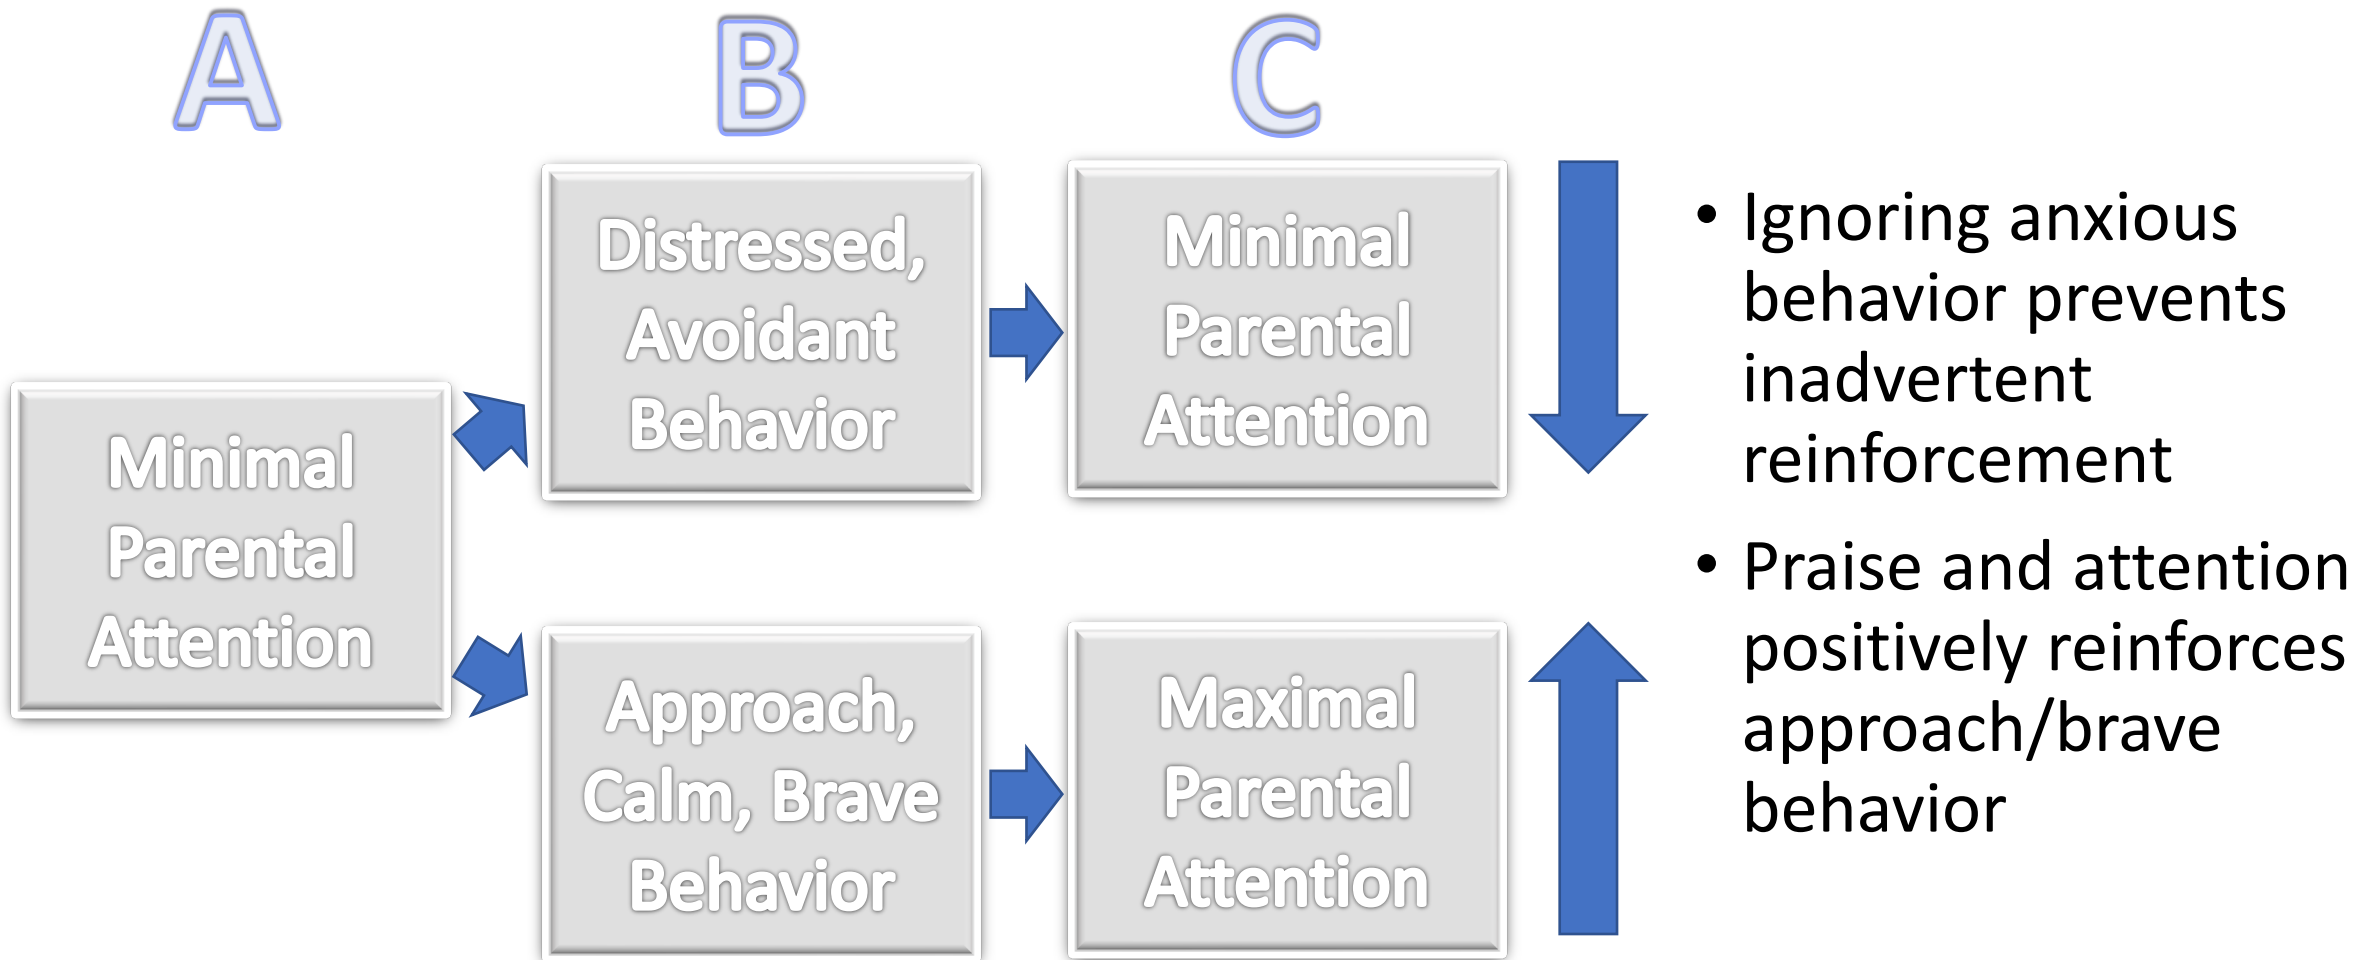 A
B
C
Minimal
Parental
Attention
Distressed,
Avoidant
Behavior
Minimal
Parental
Attention
Approach,
Calm, Brave
Behavior
Maximal
Parental
Attention
• Ignoring anxious
behavior prevents
inadvertent
reinforcement
• Praise and attention
positively reinforces
approach/brave
behavior